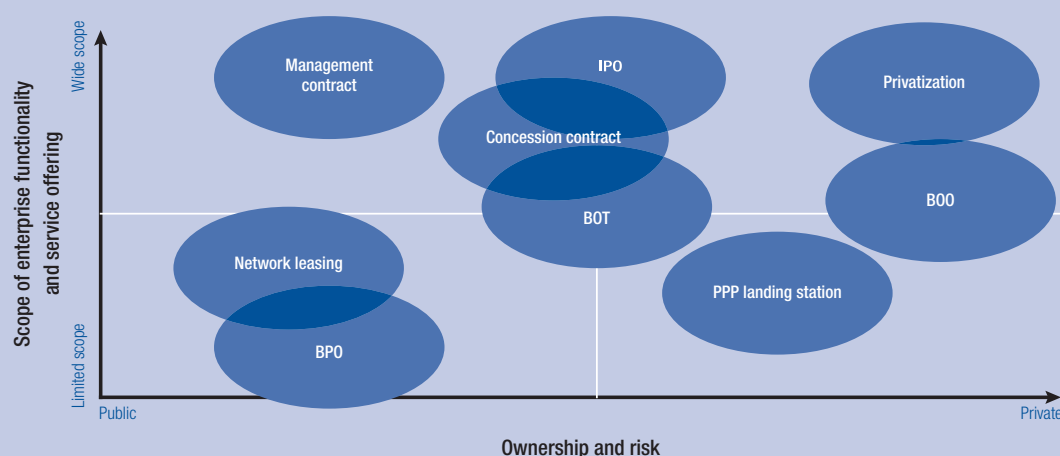 Scope of enterprise functionality
and service offering
Wide scope
Limited scope
Management
contract
IPO
Privatization
Concession contract
BOT
BOO
Network leasing
PPP landing station
BPO
Public
Private
Ownership and risk